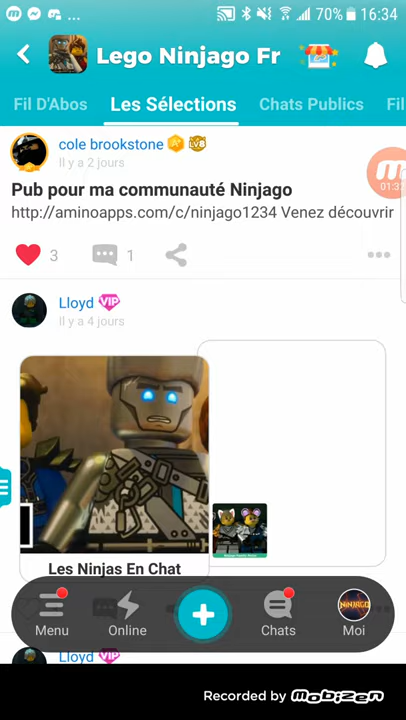 70% 16:34
Lego Ninjago Fr
Fil D'Abos Les Sélections Chats Publics Fil
cole brookstone LV8
Il y a 2 jours
01:32
Pub pour ma communauté Ninjago
http://aminoapps.com/c/ninjago1234 Venez découvrir
3 1
Lloyd VIP
Il y a 4 jours
Les Ninjas En Chat
Menu Online Chats NINJAGO Moi
Lloyd VIP
Recorded by MOBIZEN